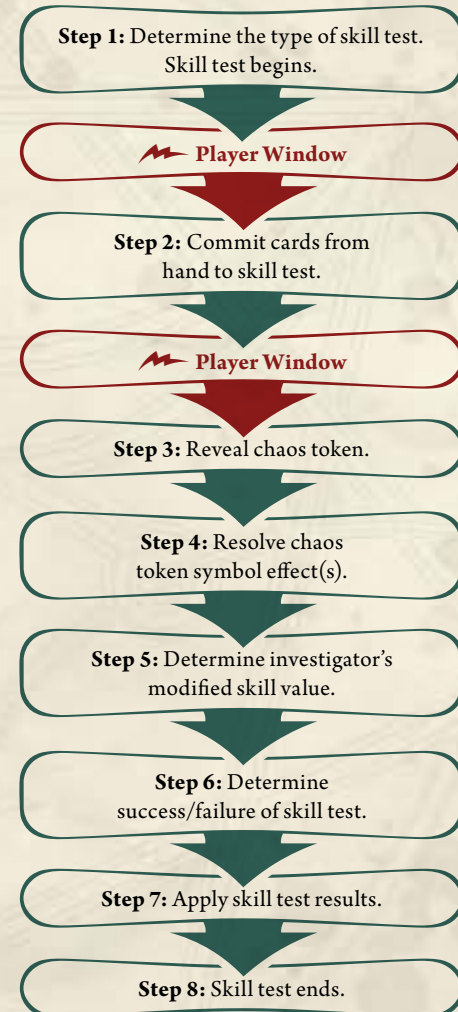 Step 1: Determine the type of skill test.
Skill test begins.
Player Window
Step 2: Commit cards from
hand to skill test.
Player Window
Step 3: Reveal chaos token.
Step 4: Resolve chaos
token symbol effect(s).
Step 5: Determine investigator’s
modified skill value.
Step 6: Determine
success/failure of skill test.
Step 7: Apply skill test results.
Step 8: Skill test ends.